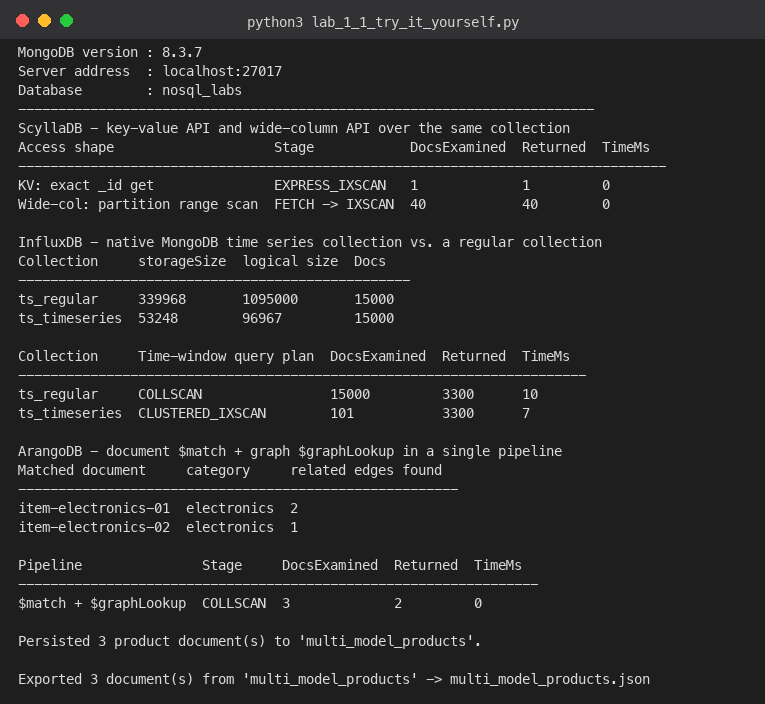 python3 lab_1_1_try_it_yourself.py
MongoDB version : 8.3.7
Server address  : localhost:27017
Database        : nosql_labs
————————————————————————————————————————————————————————————————————————
ScyllaDB – key–value API and wide–column API over the same collection
Access shape                    Stage            DocsExamined  Returned  TimeMs
—————————————————————————————————————————————————————————————————————————————————
KV: exact _id get               EXPRESS_IXSCAN   1             1         0
Wide–col: partition range scan  FETCH –> IXSCAN  40            40        0
InfluxDB – native MongoDB time series collection vs. a regular collection
Collection     storageSize  logical size  Docs
—————————————————————————————————————————————————
ts_regular     339968       1095000       15000
ts_timeseries  53248        96967         15000
Collection     Time–window query plan  DocsExamined  Returned  TimeMs
———————————————————————————————————————————————————————————————————————
ts_regular     COLLSCAN                15000         3300      10
ts_timeseries  CLUSTERED_IXSCAN        101           3300      7
ArangoDB – document $match + graph $graphLookup in a single pipeline
Matched document     category     related edges found
———————————————————————————————————————————————————————
item–electronics–01  electronics  2
item–electronics–02  electronics  1
Pipeline               Stage     DocsExamined  Returned  TimeMs
—————————————————————————————————————————————————————————————————
$match + $graphLookup  COLLSCAN  3             2         0
Persisted 3 product document(s) to 'multi_model_products'.
Exported 3 document(s) from 'multi_model_products' –> multi_model_products.json